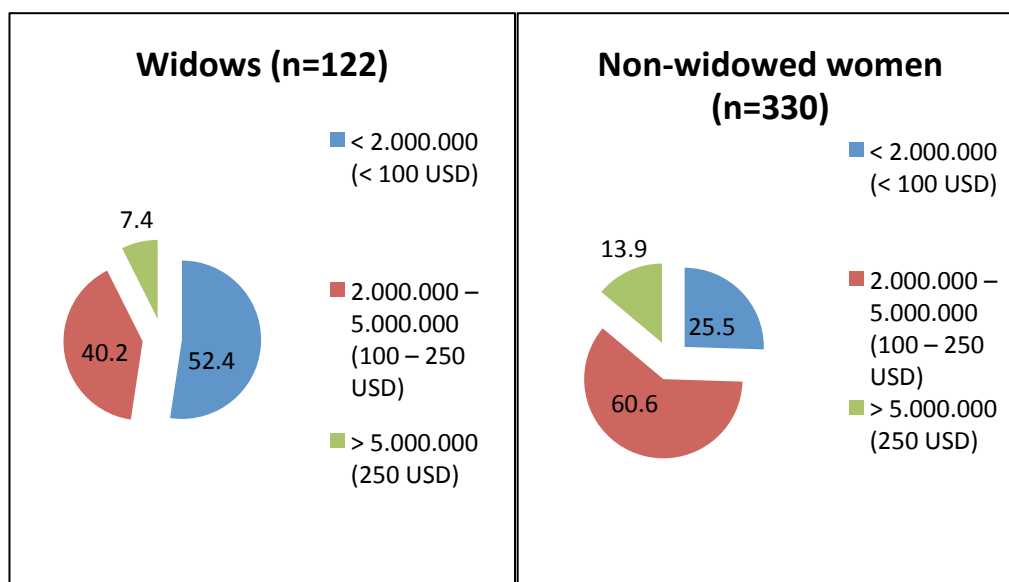 Widows (n=122)
< 2.000.000
(< 100 USD)
7.4
2.000.000 –
5.000.000
(100 – 250
USD)
40.2
52.4
> 5.000.000
(250 USD)
Non-widowed women
(n=330)
< 2.000.000
(< 100 USD)
13.9
25.5
2.000.000 –
5.000.000
(100 – 250
USD)
60.6
> 5.000.000
(250 USD)